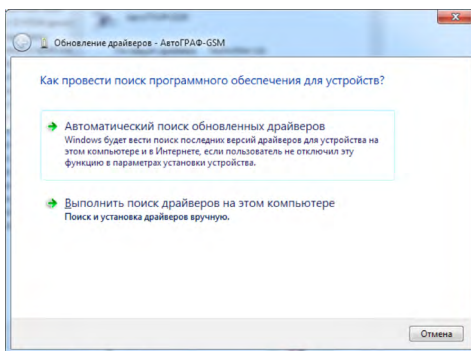 Обновление драйверов - АвтоГРАФ-GSM
Как провести поиск программного обеспечения для устройств?
Автоматический поиск обновленных драйверов
Windows будет вести поиск последних версий драйверов для устройства на
этом компьютере и в Интернете, если пользователь не отключил эту
функцию в параметрах установки устройства.
Выполнить поиск драйверов на этом компьютере
Поиск и установка драйверов вручную.
Отмена